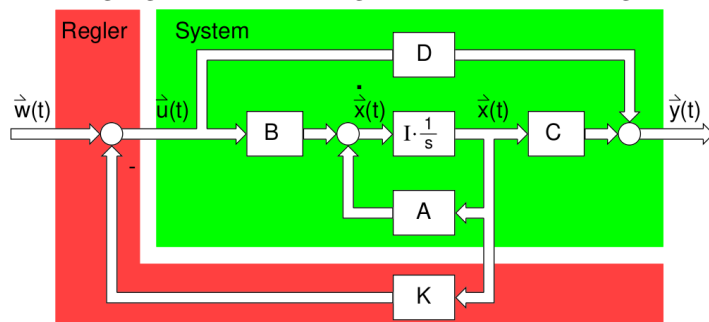 Regler System
D
w(t) u(t) ẋ(t) x(t) y(t)
B I·1/s C
-
A
K